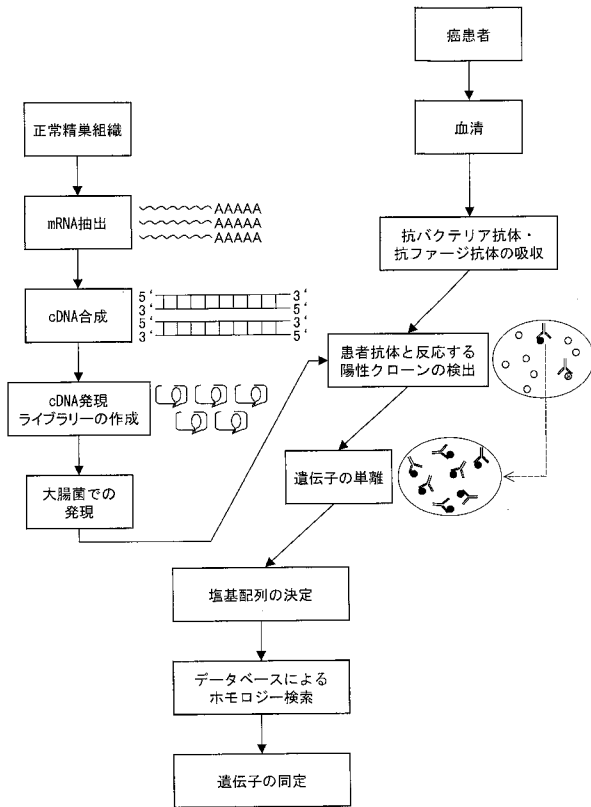 癌患者
血清
抗バクテリア抗体・
抗ファージ抗体の吸収
正常精巣組織
mRNA抽出
AAAAA
AAAAA
AAAAA
cDNA合成
5‘ 3‘
3‘ 5‘
5‘ 3‘
3‘ 5‘
cDNA発現
ライブラリーの作成
大腸菌での
発現
患者抗体と反応する
陽性クローンの検出
遺伝子の単離
塩基配列の決定
データベースによる
ホモロジー検索
遺伝子の同定